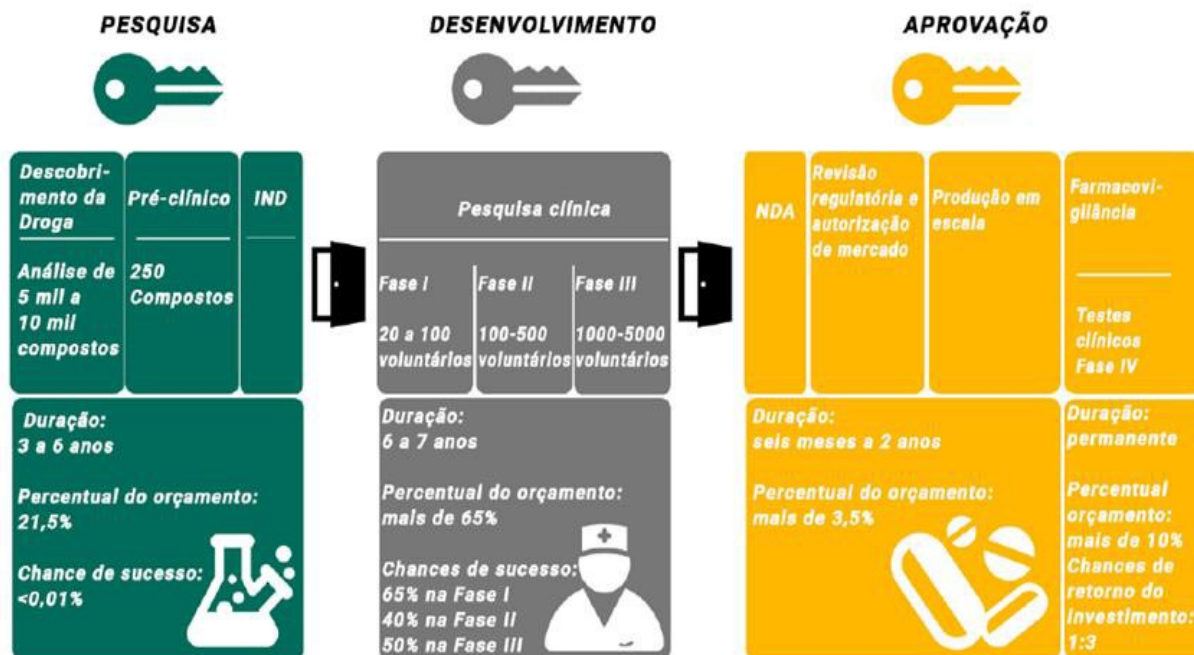 PESQUISA
DESENVOLVIMENTO
APROVAÇÃO
Descobri-
mento da
Droga
Análise de
5 mil a
10 mil
compostos
Pré-clínico
250
Compostos
IND
Duração:
3 a 6 anos
Percentual do orçamento:
21,5%
Chance de sucesso:
<0,01%
Pesquisa clínica
Fase I
20 a 100
voluntários
Fase II
100-500
voluntários
Fase III
1000-5000
voluntários
Duração:
6 a 7 anos
Percentual do orçamento:
mais de 65%
Chances de sucesso:
65% na Fase I
40% na Fase II
50% na Fase III
NDA
Revisão
regulatória e
autorização
de mercado
Produção em
escala
Farmacovi-
gilância
Testes
clínicos
Fase IV
Duração:
seis meses a 2 anos
Percentual do orçamento:
mais de 3,5%
Duração:
permanente
Percentual
orçamento:
mais de 10%
Chances de
retorno do
investimento:
1:3